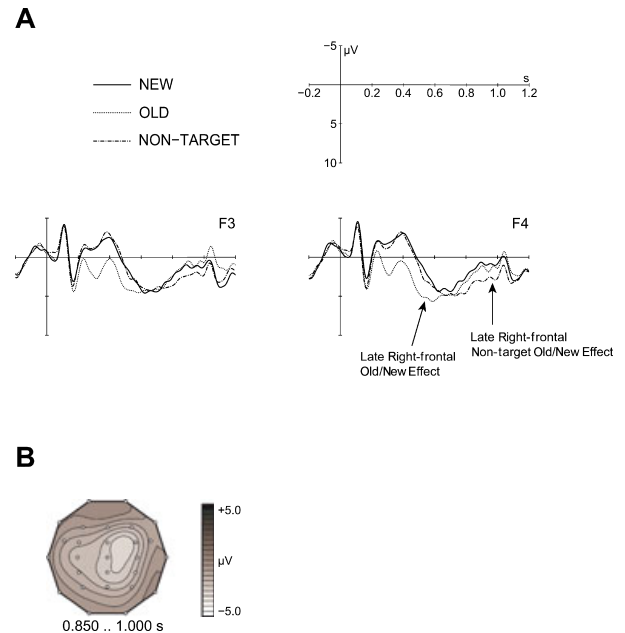 A
−5
µV
s
−0.2 0.2 0.4 0.6 0.8 1.0 1.2
5
10
NEW
OLD
NON−TARGET
F3
F4
Late Right-frontal
Old/New Effect
Late Right-frontal
Non-target Old/New Effect
B
+5.0
µV
−5.0
0.850 .. 1.000 s